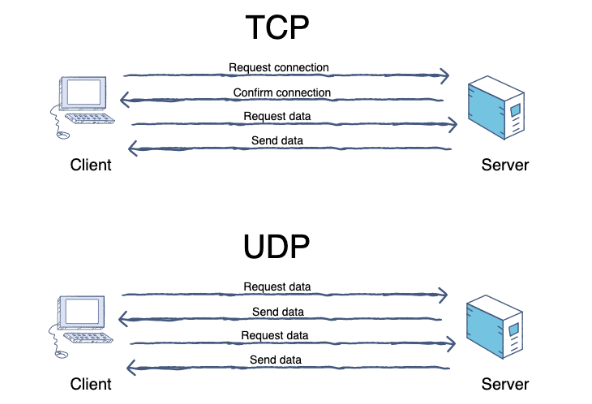 TCP
Request connection
Confirm connection
Request data
Send data
Client
Server
UDP
Request data
Send data
Request data
Send data
Client
Server